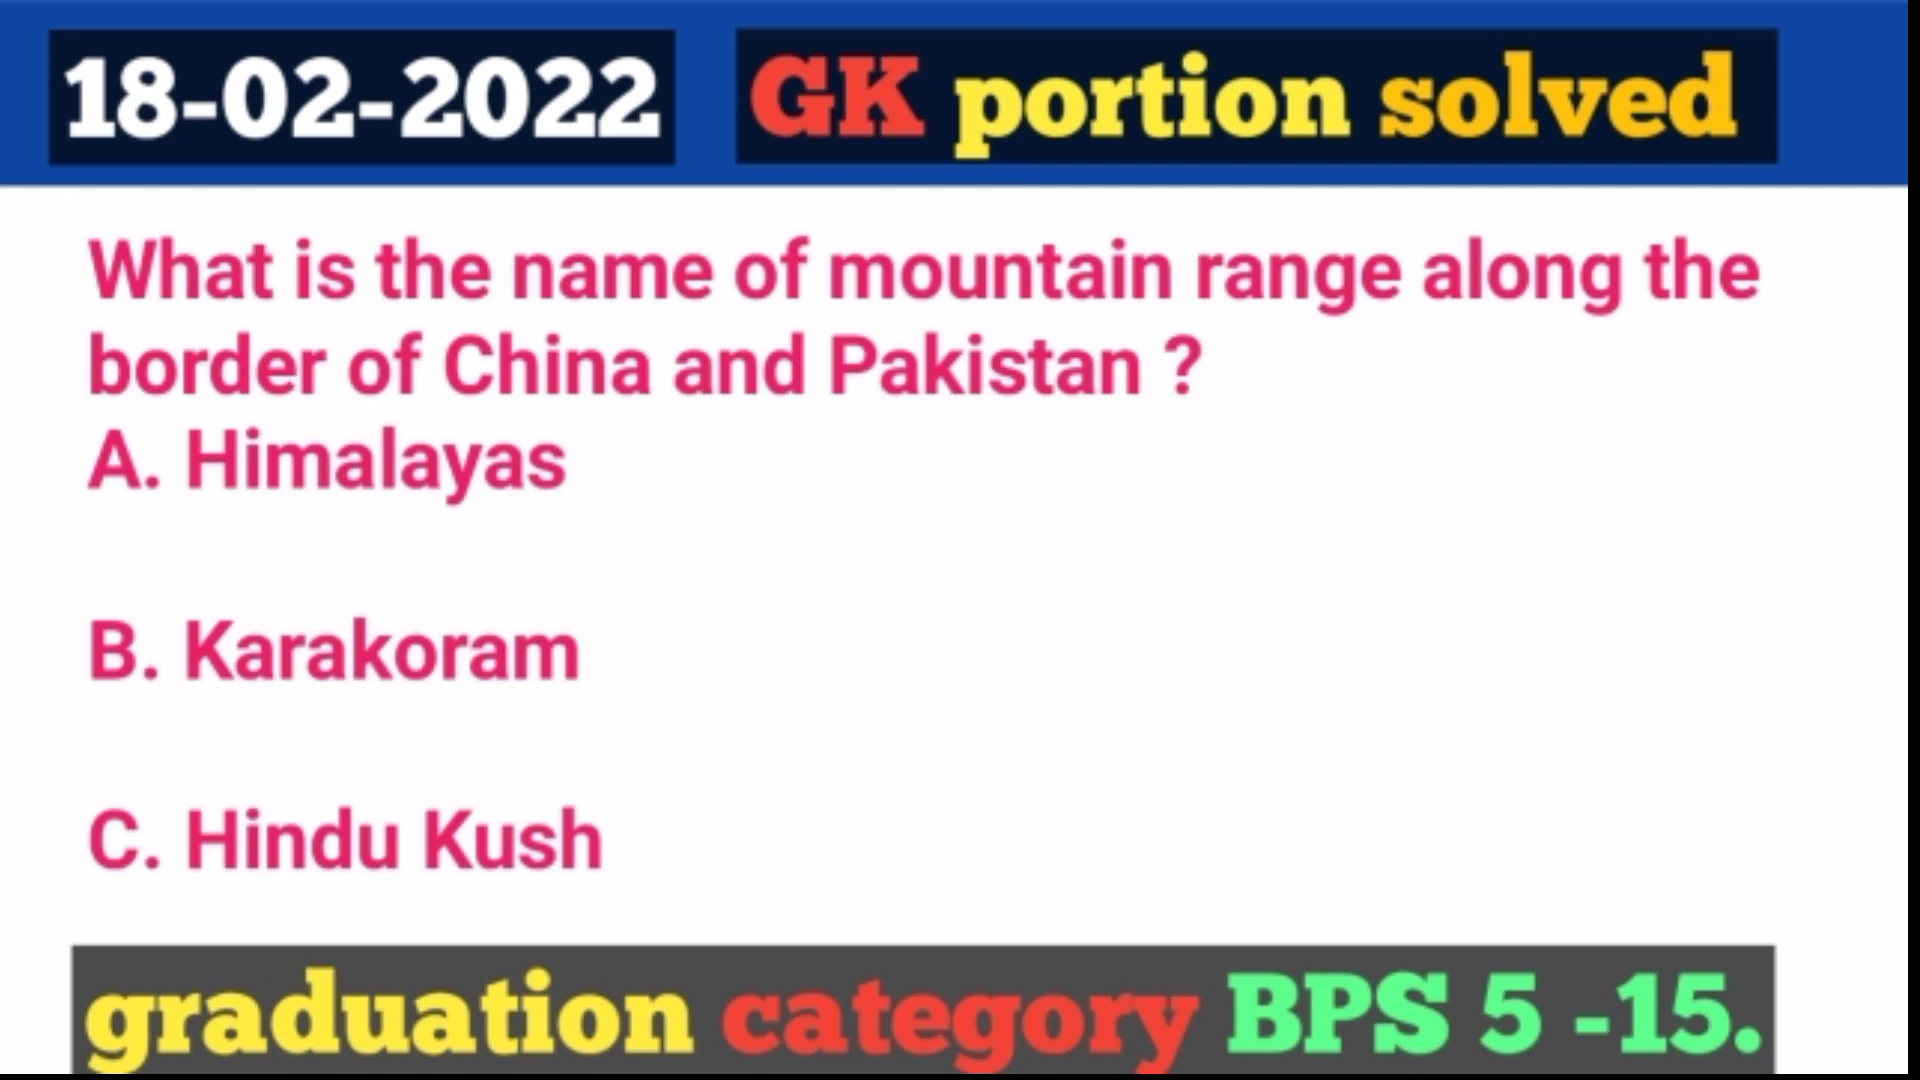 18-02-2022 GK portion solved
What is the name of mountain range along the
border of China and Pakistan ?
A. Himalayas
B. Karakoram
C. Hindu Kush
graduation category BPS 5 -15.